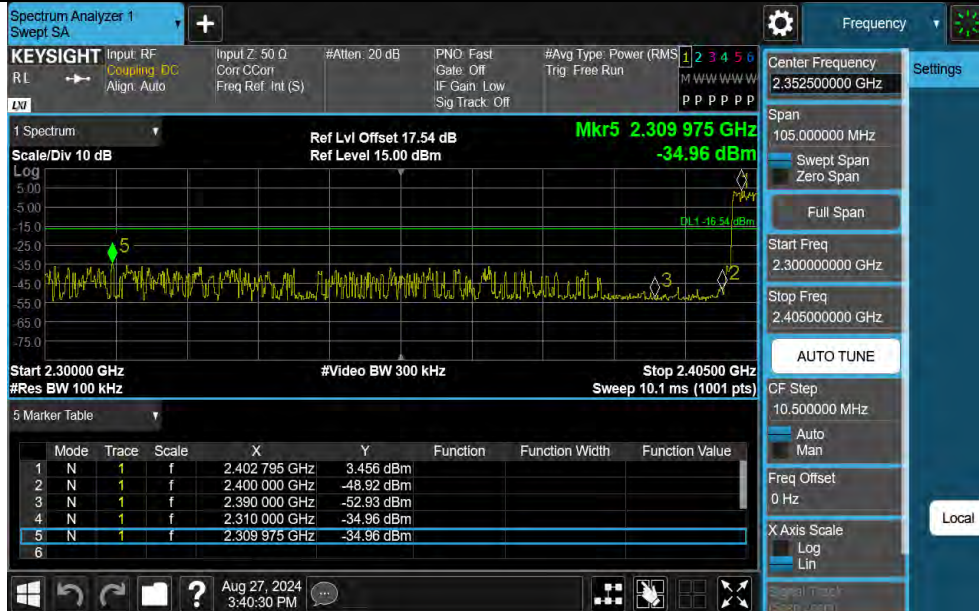 Spectrum Analyzer 1
Swept SA
Frequency
KEYSIGHT
RL
LXI
Input: RF
Coupling: DC
Align: Auto
Input Z: 50 Ω
Corr CCorr
Freq Ref: Int (S)
#Atten: 20 dB
PNO: Fast
Gate: Off
IF Gain: Low
Sig Track: Off
#Avg Type: Power (RMS
Trig: Free Run
1 2 3 4 5 6
M W W W W W
P P P P P P
1 Spectrum
Scale/Div 10 dB
Ref Lvl Offset 17.54 dB
Ref Level 15.00 dBm
Mkr5 2.309 975 GHz
-34.96 dBm
Log
5.00
-5.00
-15.0
-25.0
-35.0
-45.0
-55.0
-65.0
-75.0
DL1 -16.54 dBm
1
5
3
2
Start 2.30000 GHz
#Res BW 100 kHz
#Video BW 300 kHz
Stop 2.40500 GHz
Sweep 10.1 ms (1001 pts)
5 Marker Table
Mode Trace Scale X Y Function Function Width Function Value
1 N 1 f 2.402 795 GHz 3.456 dBm
2 N 1 f 2.400 000 GHz -48.92 dBm
3 N 1 f 2.390 000 GHz -52.93 dBm
4 N 1 f 2.310 000 GHz -34.96 dBm
5 N 1 f 2.309 975 GHz -34.96 dBm
6
?
Aug 27, 2024
3:40:30 PM
Center Frequency
2.352500000 GHz
Span
105.000000 MHz
Swept Span
Zero Span
Full Span
Start Freq
2.300000000 GHz
Stop Freq
2.405000000 GHz
AUTO TUNE
CF Step
10.500000 MHz
Auto
Man
Freq Offset
0 Hz
X Axis Scale
Log
Lin
Signal Track
Settings
Local